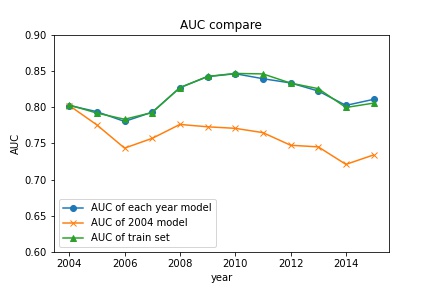 AUC compare
0.90
0.85
0.80
0.75
0.70
0.65
0.60
AUC
AUC of each year model
AUC of 2004 model
AUC of train set
2004 2006 2008 2010 2012 2014
year